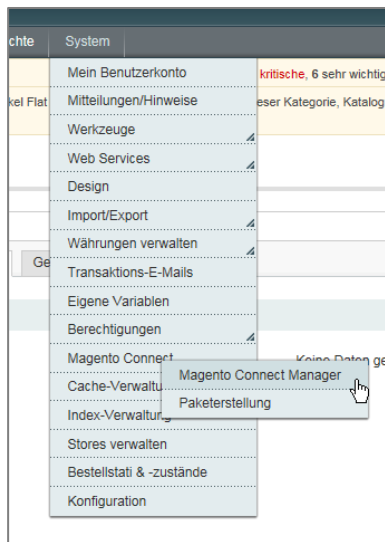 chte
System
kritische, 6 sehr wichtig
kel Flat
eser Kategorie, Katalog
Mein Benutzerkonto
Mitteilungen/Hinweise
Werkzeuge
Web Services
Design
Import/Export
Währungen verwalten
Ge
Transaktions-E-Mails
Eigene Variablen
Berechtigungen
Magento Connect
Keine Daten ge
Magento Connect Manager
Cache-Verwaltu
Paketerstellung
Index-Verwaltung
Stores verwalten
Bestellstati & -zustände
Konfiguration